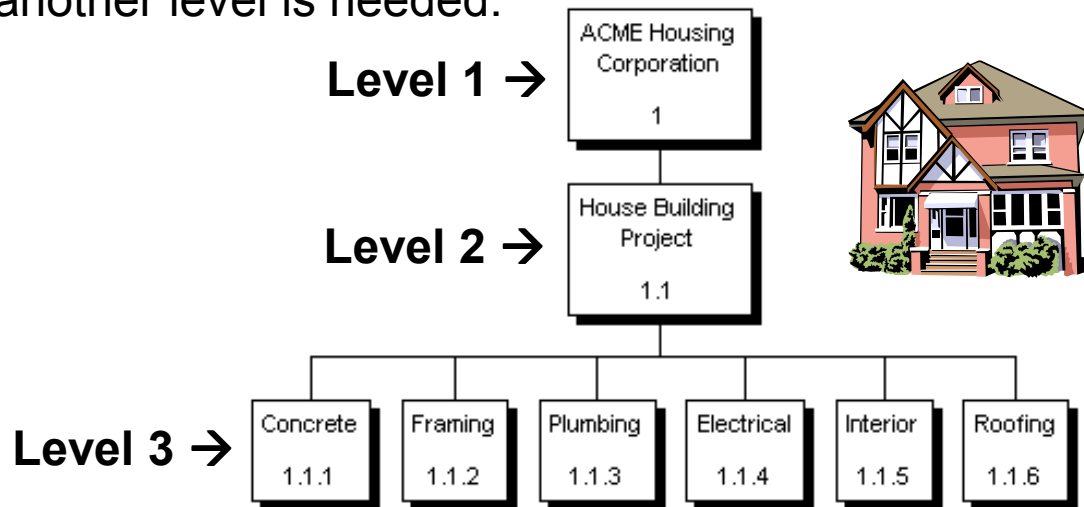 another level is needed.
ACME Housing
Corporation
Level 1 →
1
House Building
Project
Level 2 →
1.1
Concrete Framing Plumbing Electrical Interior Roofing
Level 3 →
1.1.1 1.1.2 1.1.3 1.1.4 1.1.5 1.1.6